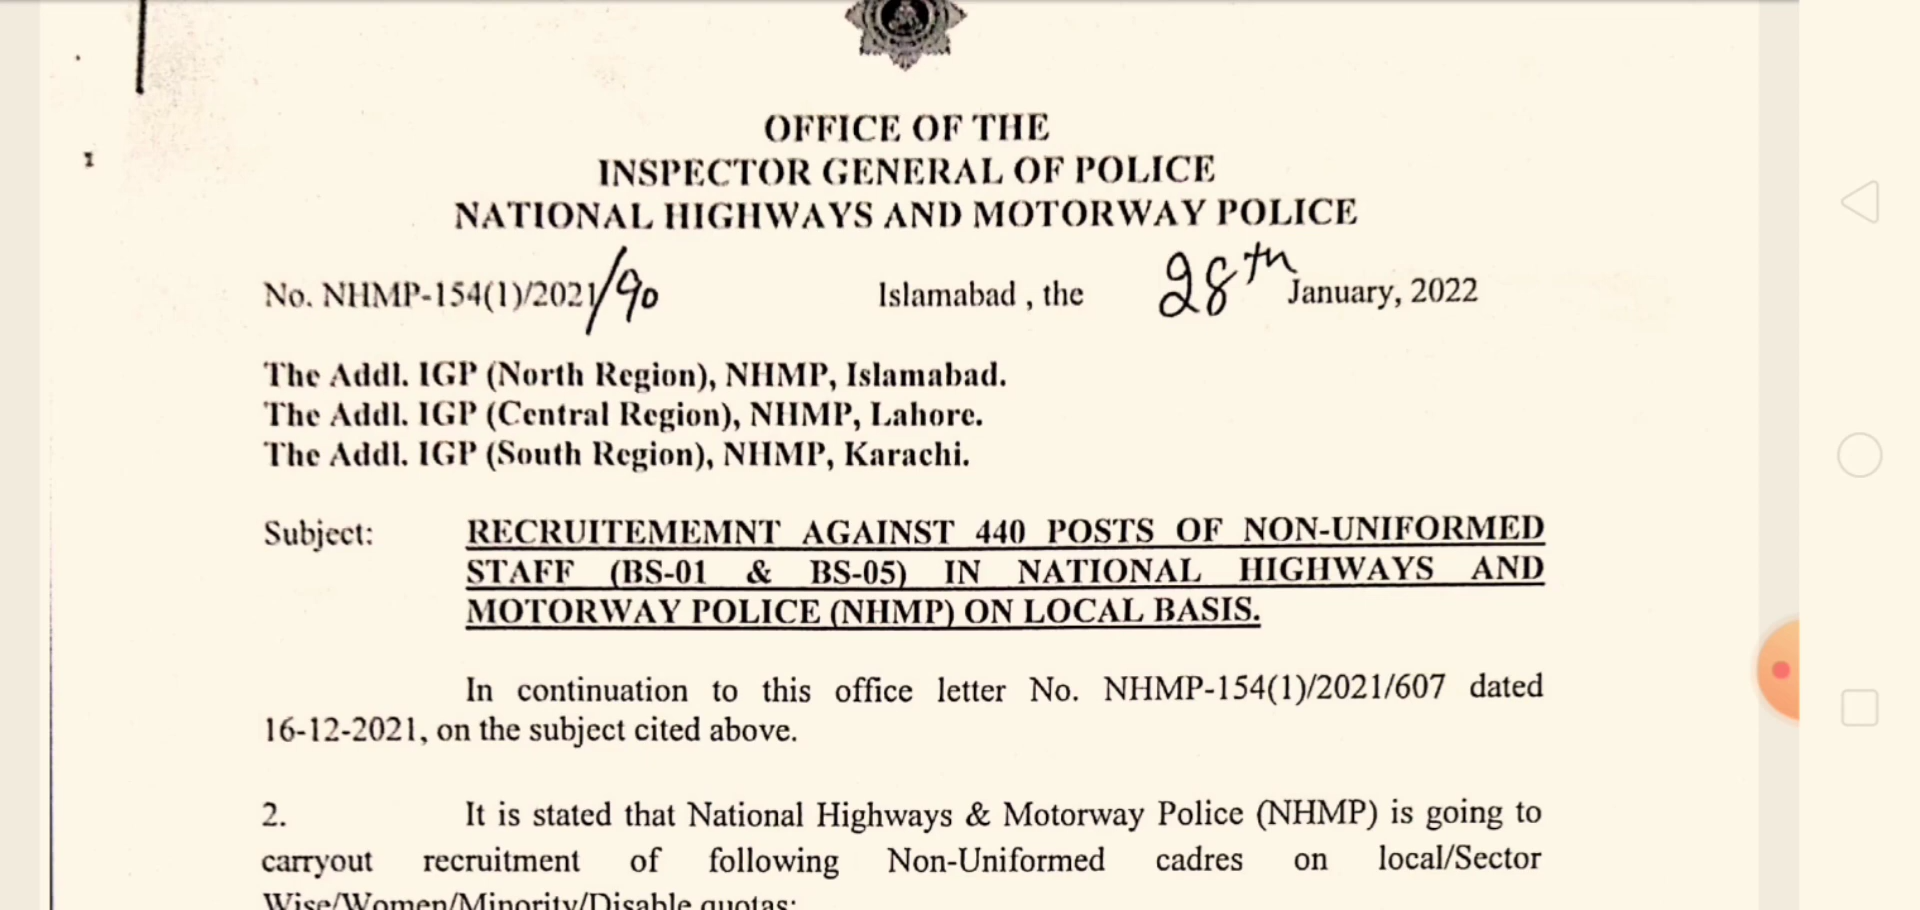 OFFICE OF THE
INSPECTOR GENERAL OF POLICE
NATIONAL HIGHWAYS AND MOTORWAY POLICE
No. NHMP-154(1)/2021/90 Islamabad , the 28th January, 2022
The Addl. IGP (North Region), NHMP, Islamabad.
The Addl. IGP (Central Region), NHMP, Lahore.
The Addl. IGP (South Region), NHMP, Karachi.
Subject: RECRUITEMEMNT AGAINST 440 POSTS OF NON-UNIFORMED
STAFF (BS-01 & BS-05) IN NATIONAL HIGHWAYS AND
MOTORWAY POLICE (NHMP) ON LOCAL BASIS.
In continuation to this office letter No. NHMP-154(1)/2021/607 dated
16-12-2021, on the subject cited above.
2. It is stated that National Highways & Motorway Police (NHMP) is going to
carryout recruitment of following Non-Uniformed cadres on local/Sector
Wise/Women/Minority/Disable quotas: